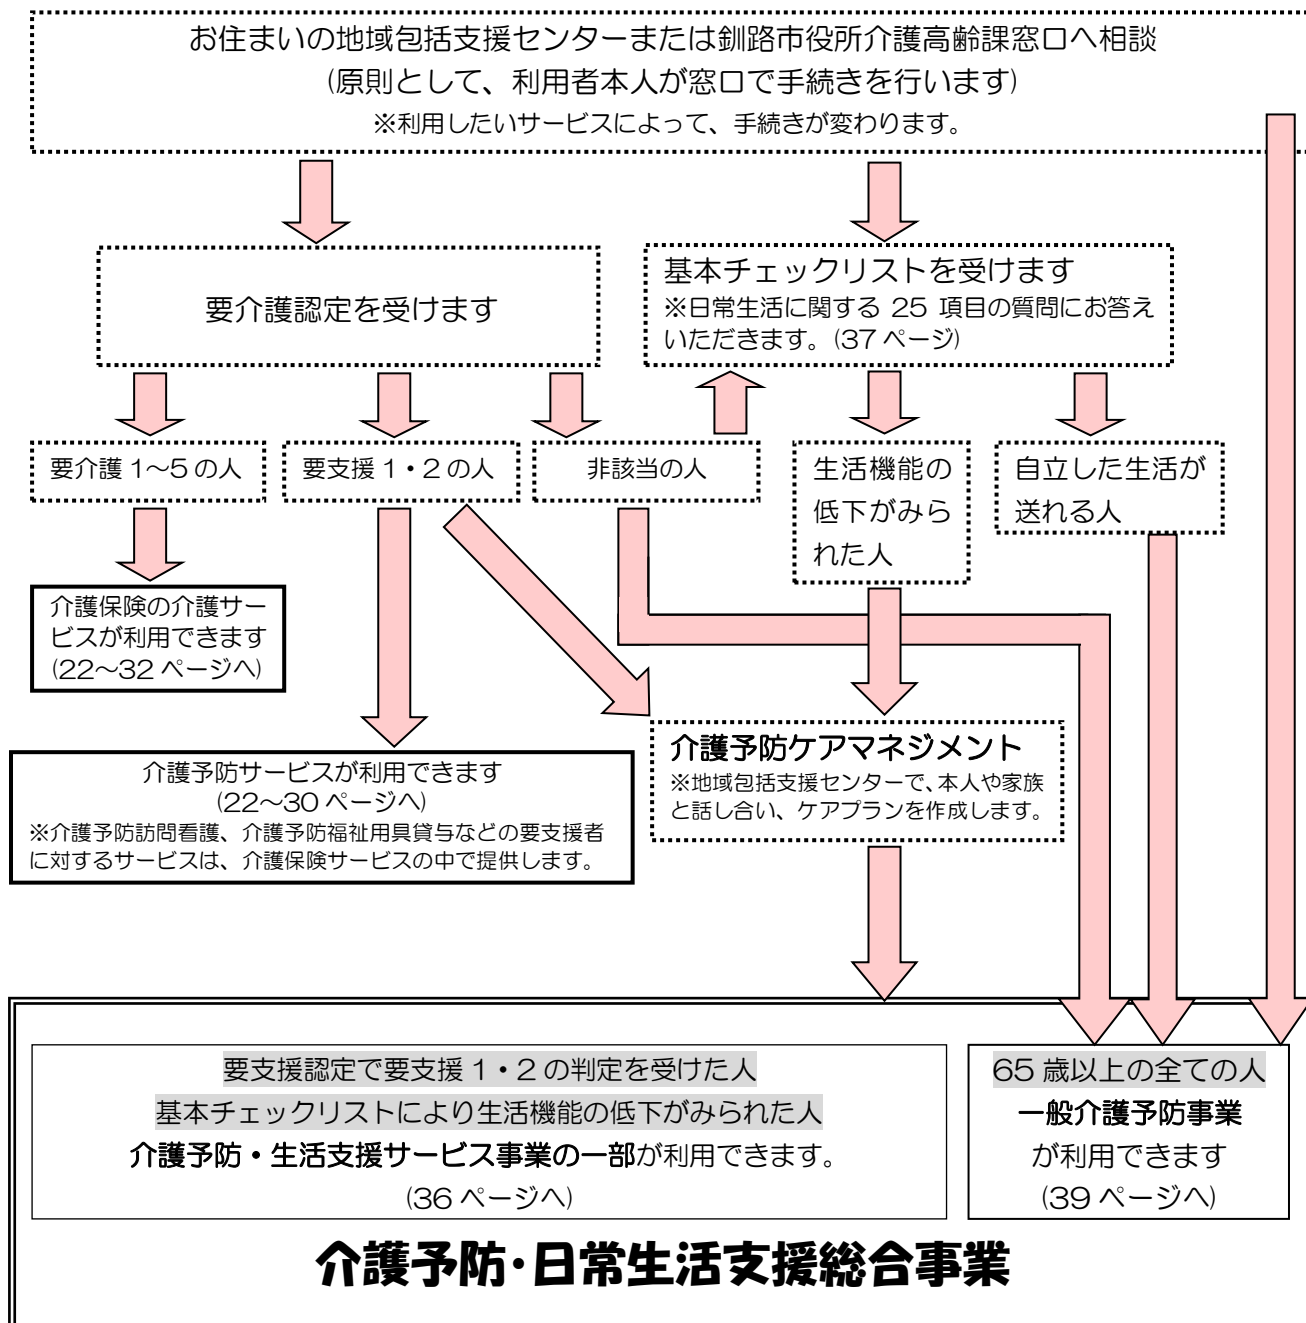 お住まいの地域包括支援センターまたは釧路市役所介護高齢課窓口へ相談
(原則として、利用者本人が窓口で手続きを行います)
※利用したいサービスによって、手続きが変わります。
要介護認定を受けます
基本チェックリストを受けます
※日常生活に関する 25 項目の質問にお答え
いただきます。(37 ページ)
要介護 1～5 の人
要支援 1・2 の人
非該当の人
生活機能の
低下がみら
れた人
自立した生活が
送れる人
介護保険の介護サー
ビスが利用できます
(22～32 ページへ)
介護予防ケアマネジメント
※地域包括支援センターで、本人や家族
と話し合い、ケアプランを作成します。
介護予防サービスが利用できます
(22～30 ページへ)
※介護予防訪問看護、介護予防福祉用具貸与などの要支援者
に対するサービスは、介護保険サービスの中で提供します。
要支援認定で要支援 1・2 の判定を受けた人
基本チェックリストにより生活機能の低下がみられた人
介護予防・生活支援サービス事業の一部が利用できます。
(36 ページへ)
65 歳以上の全ての人
一般介護予防事業
が利用できます
(39 ページへ)
介護予防・日常生活支援総合事業